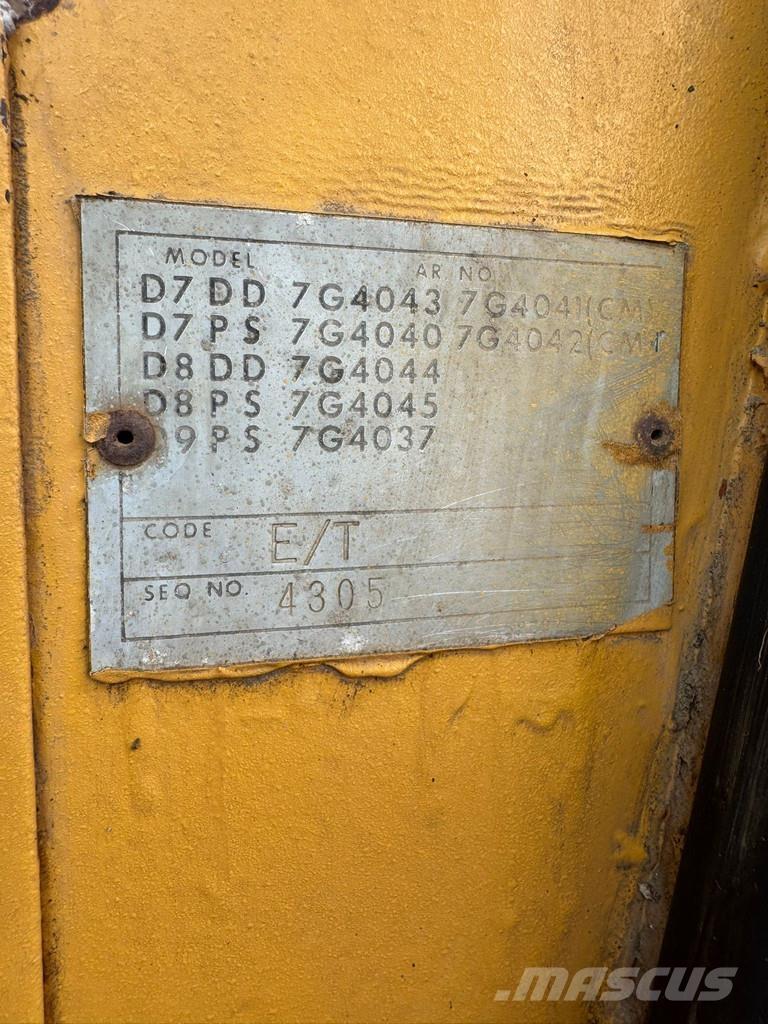 MODEL AR NO.
D7 DD 7G4043 7G4041(CM)
D7 PS 7G4040 7G4042(CM)
D8 DD 7G4044
D8 PS 7G4045
9 PS 7G4037
CODE E/T
SEQ NO. 4305
MASCUS